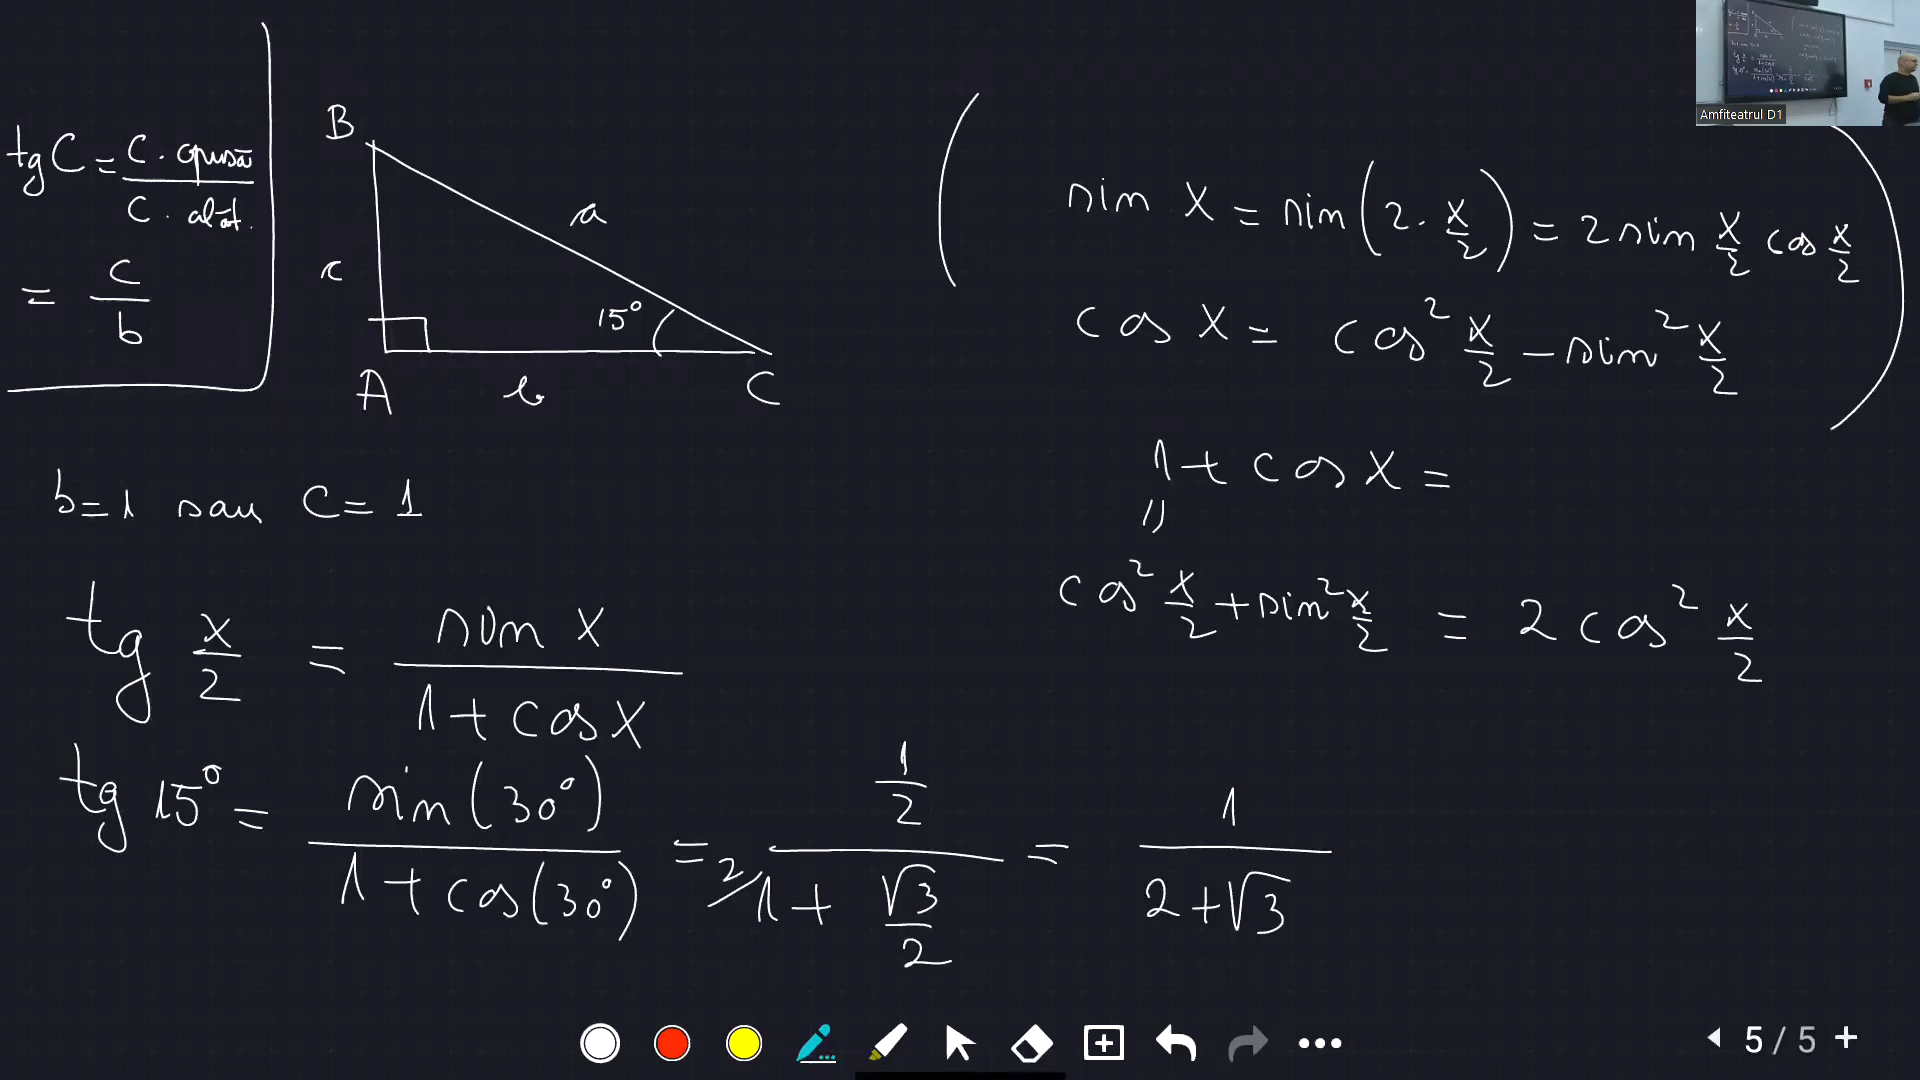 tg C = C. opusă / C. alăt.
= c / b
B
a
c
15°
A b C
b=1 sau c=1
tg x/2 = sin x / 1+cos x
tg 15° = sin(30°) / 1+cos(30°) = 1/2 / 2/ 1+ √3/2 = 1 / 2+√3
( sin x = sin(2·x/2) = 2 sin x/2 cos x/2
cos x = cos² x/2 − sin² x/2 )
1+cos x =
||
cos² x/2 + sin² x/2 = 2 cos² x/2
Amfiteatrul D1
5 / 5